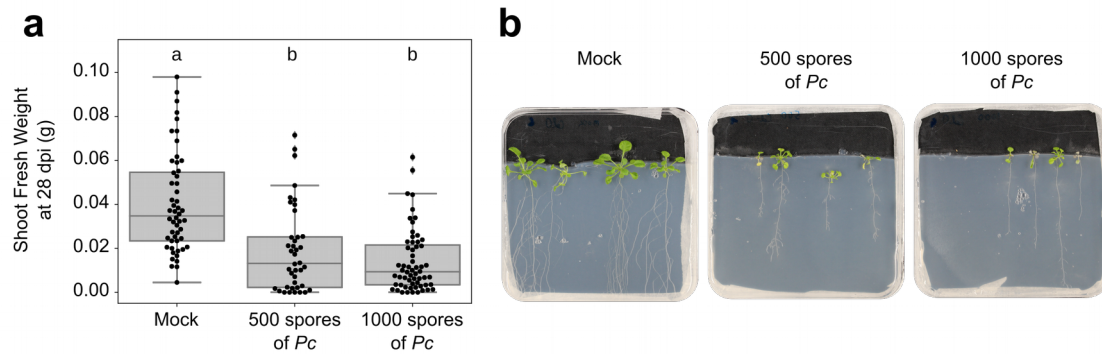 a
b
Shoot Fresh Weight
at 28 dpi (g)
0.10
0.08
0.06
0.04
0.02
0.00
a
b
b
Mock
500 spores
of Pc
1000 spores
of Pc
Mock
500 spores
of Pc
1000 spores
of Pc